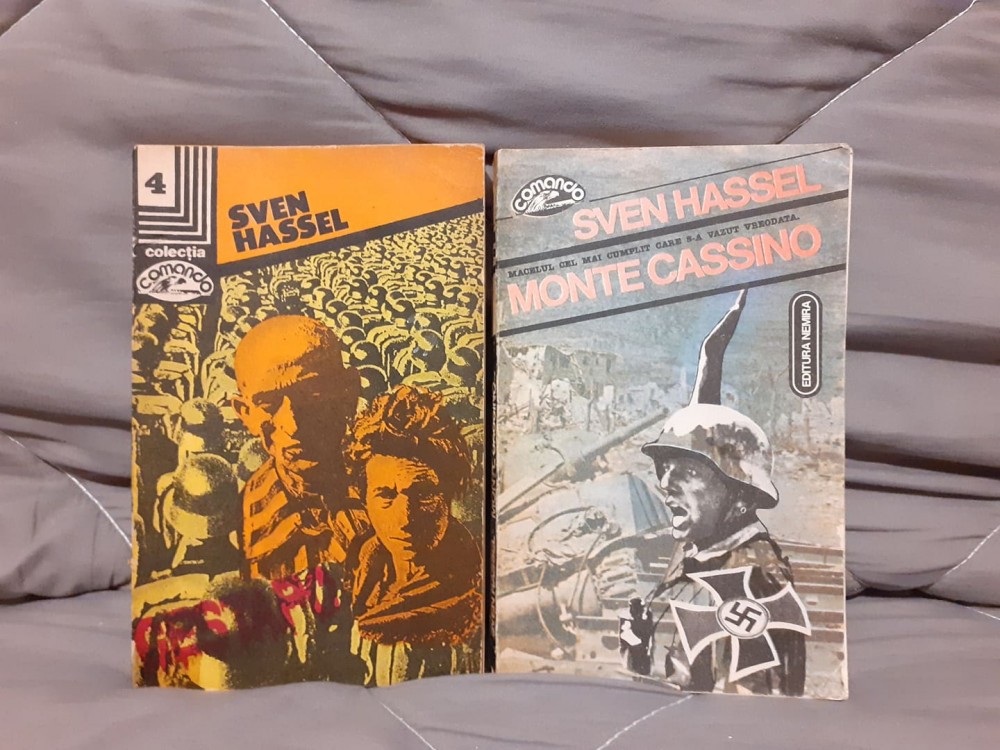 4
SVEN
HASSEL
colecția
Comando
GESTAPO
Comando
SVEN HASSEL
MACELUL CEL MAI CUMPLIT CARE S-A VAZUT VREODATA.
MONTE CASSINO
EDITURA NEMIRA